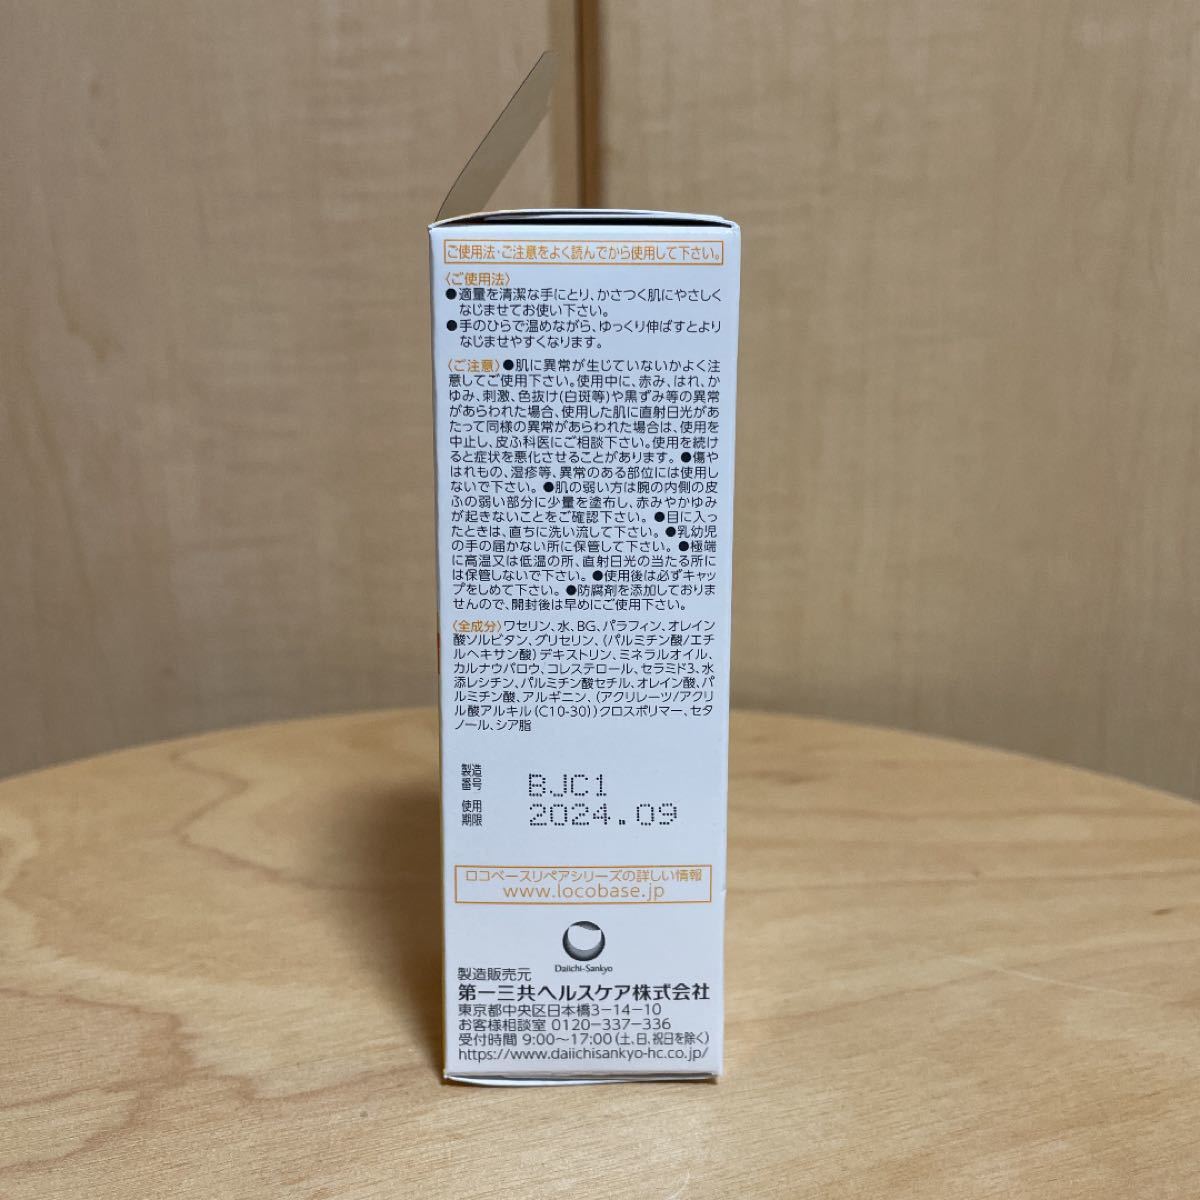 ご使用法・ご注意をよく読んでから使用して下さい。
〈ご使用法〉
●適量を清潔な手にとり、かさつく肌にやさしく
なじませてお使い下さい。
●手のひらで温めながら、ゆっくり伸ばすとより
なじませやすくなります。
〈ご注意〉●肌に異常が生じていないかよく注
意してご使用下さい。使用中に、赤み、はれ、か
ゆみ、刺激、色抜け(白斑等)や黒ずみ等の異常
があらわれた場合、使用した肌に直射日光があ
たって同様の異常があらわれた場合は、使用を
中止し、皮ふ科医にご相談下さい。使用を続け
ると症状を悪化させることがあります。●傷や
はれもの、湿疹等、異常のある部位には使用し
ないで下さい。●肌の弱い方は腕の内側の皮
ふの弱い部分に少量を塗布し、赤みやかゆみ
が起きないことをご確認下さい。●目に入っ
たときは、直ちに洗い流して下さい。●乳幼児
の手の届かない所に保管して下さい。●極端
に高温又は低温の所、直射日光の当たる所に
は保管しないで下さい。●使用後は必ずキャッ
プをしめて下さい。●防腐剤を添加しておりま
せんので、開封後は早めにご使用下さい。
〈全成分〉ワセリン、水、BG、パラフィン、オレイン
酸ソルビタン、グリセリン、(パルミチン酸/エチ
ルヘキサン酸)デキストリン、ミネラルオイル、
カルナウバロウ、コレステロール、セラミド3、水
添レシチン、パルミチン酸セチル、オレイン酸、パ
ルミチン酸、アルギニン、(アクリレーツ/アクリ
ル酸アルキル(C10-30))クロスポリマー、セタ
ノール、シア脂
製造
番号
BJC1
使用
期限
2024.09
ロコベースリペアシリーズの詳しい情報
www.locobase.jp
Daiichi-Sankyo
製造販売元
第一三共ヘルスケア株式会社
東京都中央区日本橋3-14-10
お客様相談室 0120-337-336
受付時間 9:00～17:00(土、日、祝日を除く)
https://www.daiichisankyo-hc.co.jp/